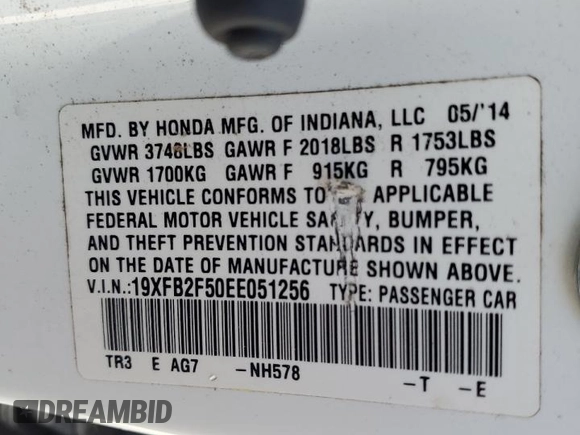 MFD. BY HONDA MFG. OF INDIANA, LLC 05/'14
GVWR 3748LBS GAWR F 2018LBS R 1753LBS
GVWR 1700KG GAWR F 915KG R 795KG
THIS VEHICLE CONFORMS TO APPLICABLE
FEDERAL MOTOR VEHICLE SAFETY, BUMPER,
AND THEFT PREVENTION STANDARDS IN EFFECT
ON THE DATE OF MANUFACTURE SHOWN ABOVE.
V.I.N.:19XFB2F50EE051256 TYPE: PASSENGER CAR
TR3 E AG7 -NH578 -T -E
DREAMBID